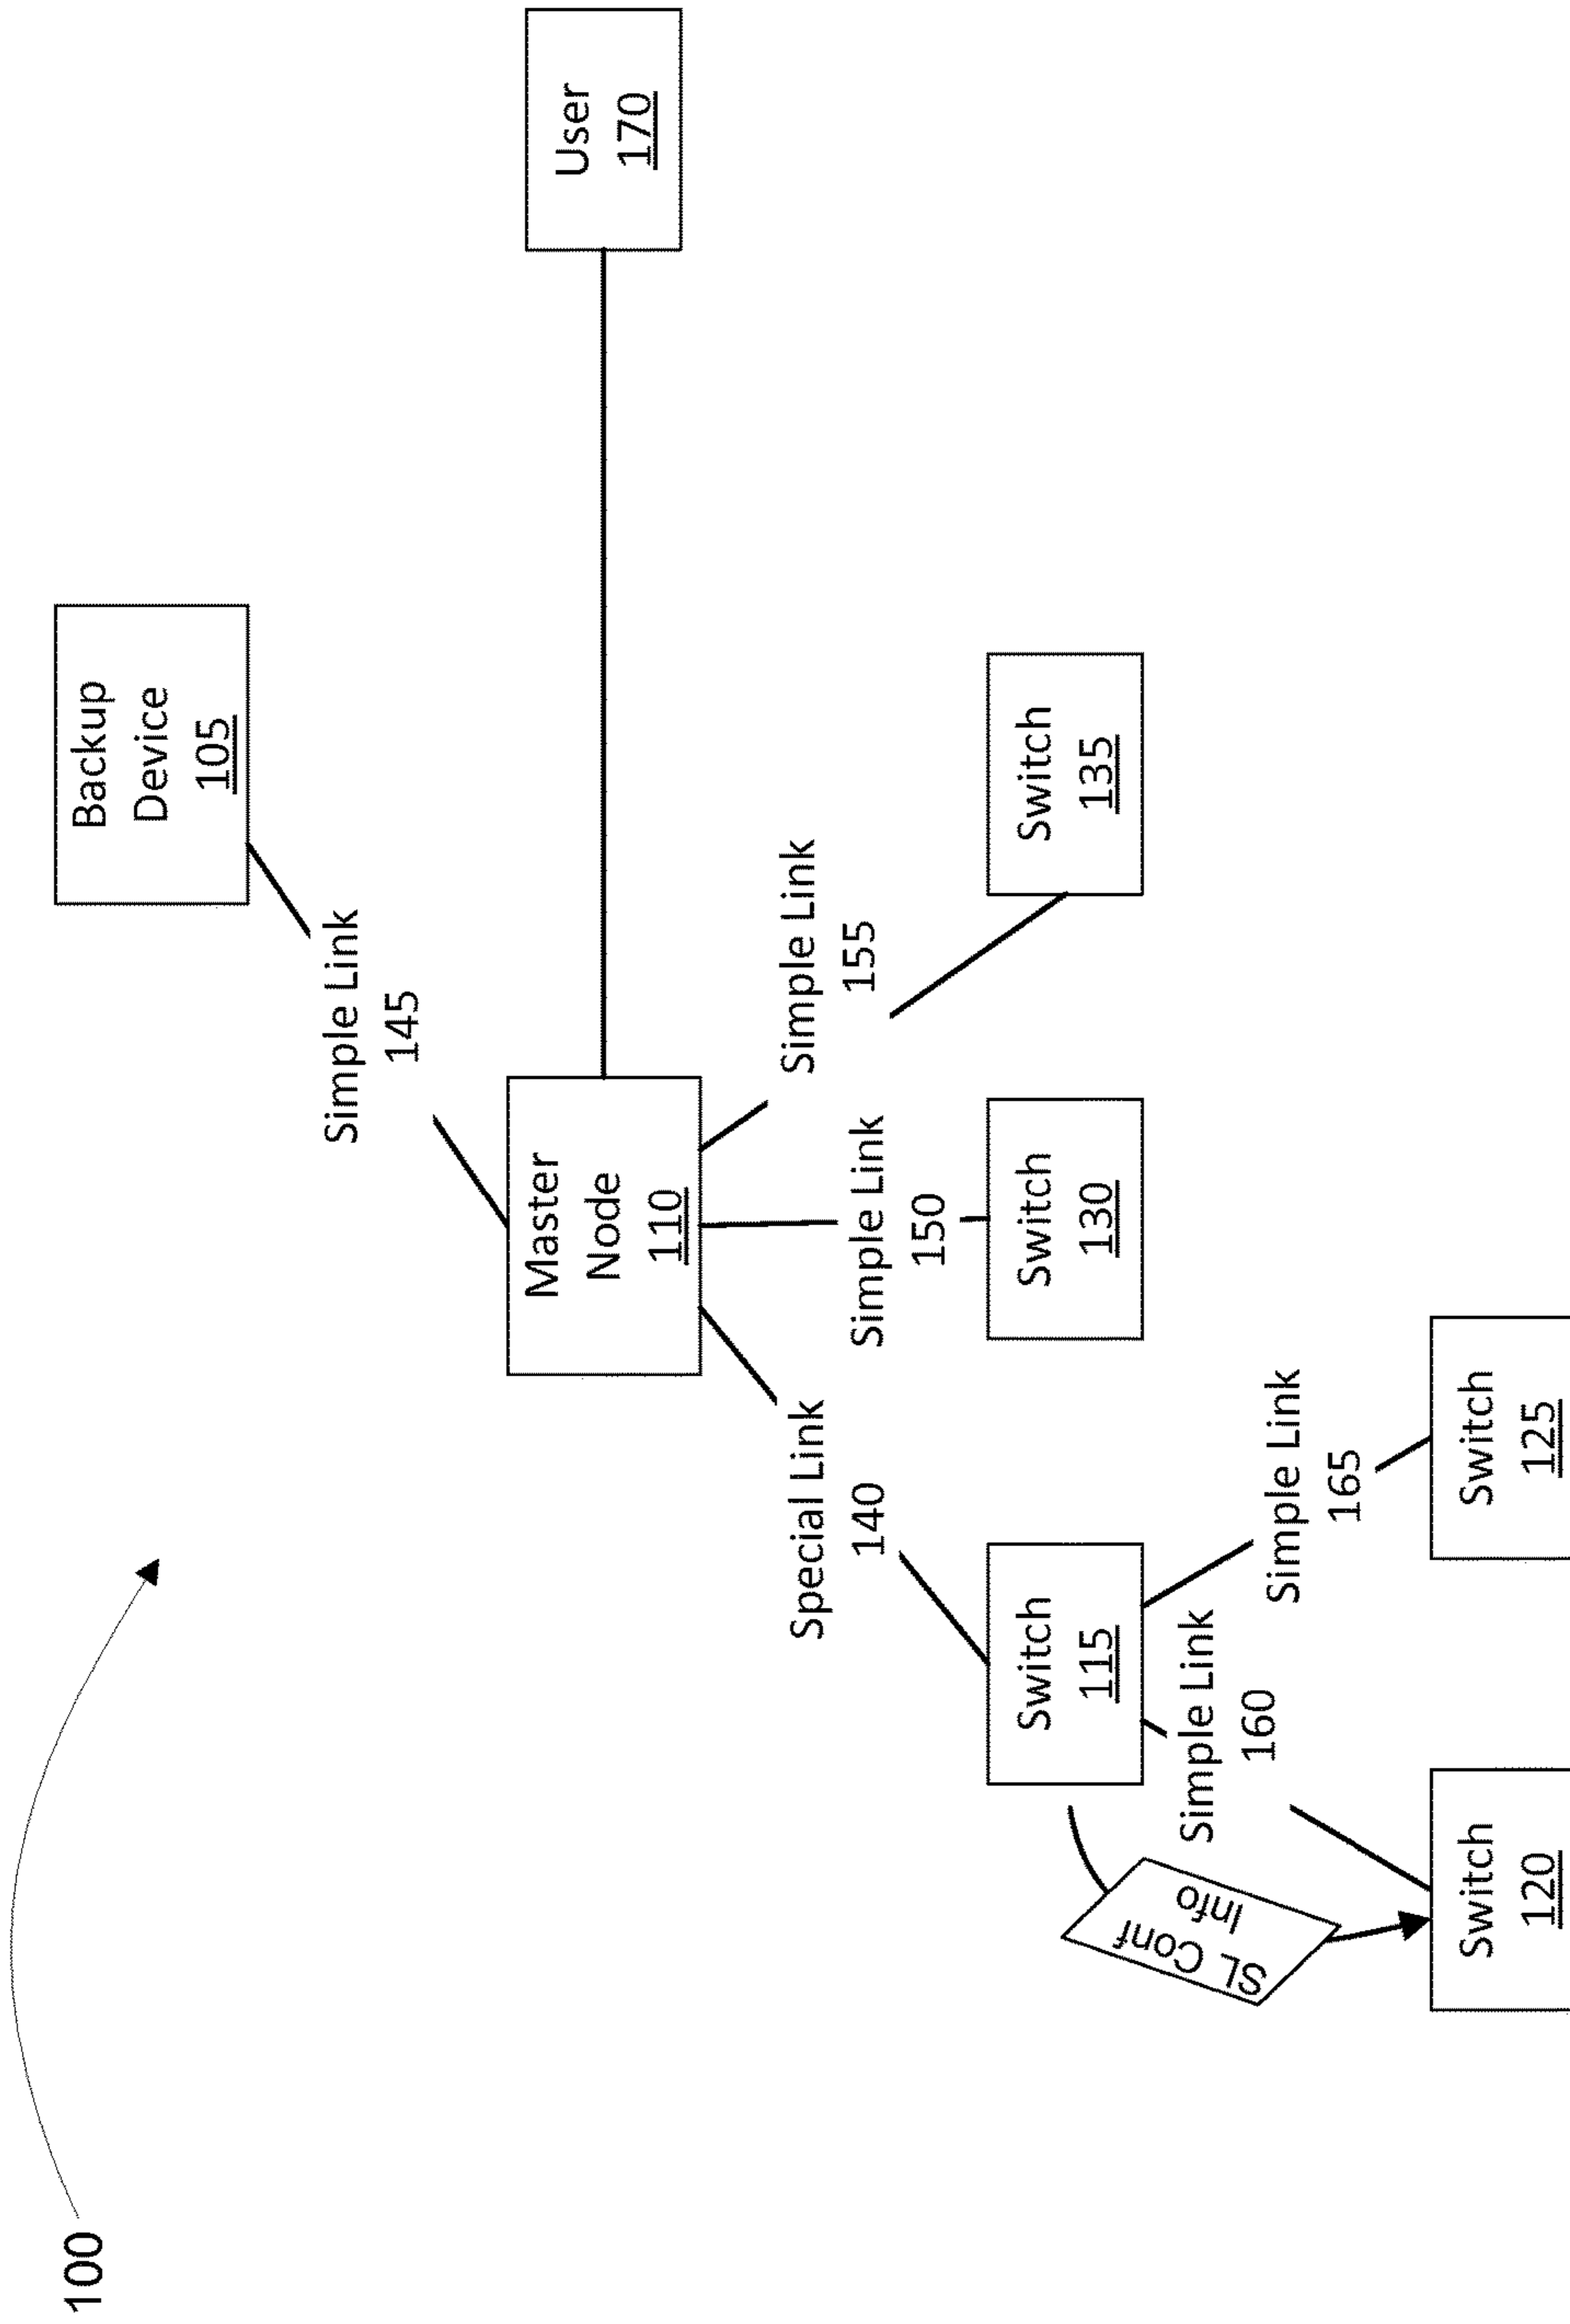 100
Backup
Device
105
Simple Link
145
Master
Node
110
User
170
Special Link
140
Simple Link
150
Simple Link
155
Switch
115
Switch
130
Switch
135
SL Conf
Info
Simple Link
160
Simple Link
165
Switch
120
Switch
125